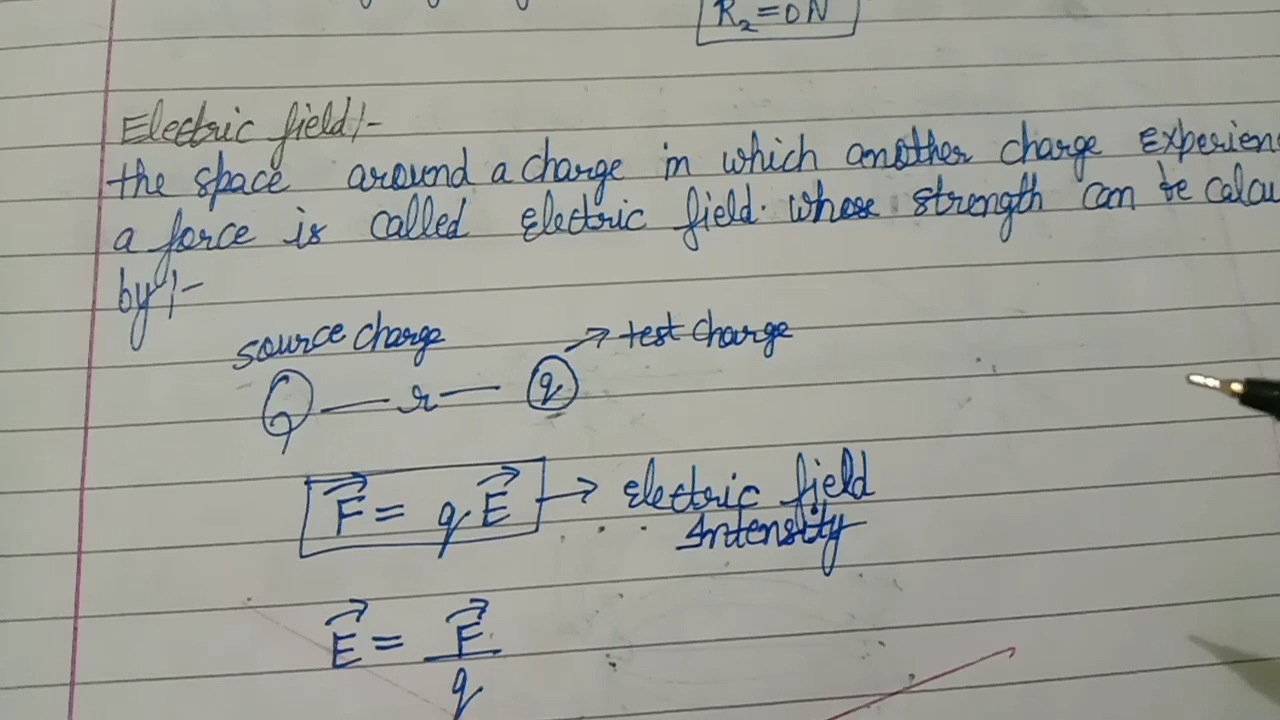 R₂=0N
Electric field:-
the space around a charge in which another charge experien
a force is called electric field. whose strength can be calcu
by:-
source charge → test charge
Q — r — q
F⃗ = qE⃗ → electric field
Intensity
E⃗ = F⃗/q